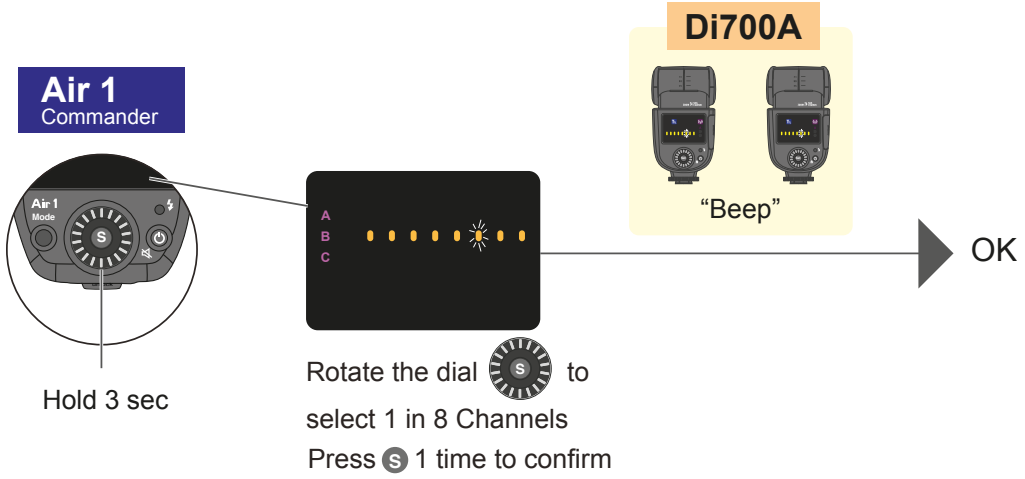 Di700A
Air 1
Commander
“Beep”
Air 1
Mode
S
A
B
C
OK
Hold 3 sec
Rotate the dial S to
select 1 in 8 Channels
Press S 1 time to confirm